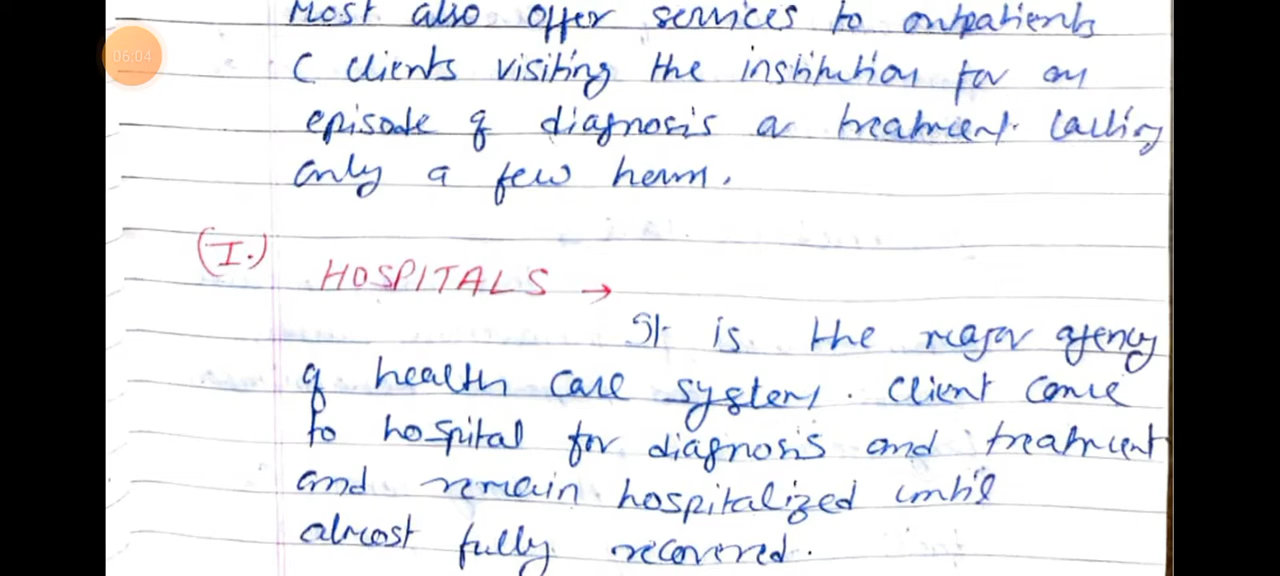 06:04
Most also offer services to outpatients
( clients visiting the institution for an
episode of diagnosis or treatment lasting
only a few hours.
(I.)
HOSPITALS →
It is the major agency
of health care system. Client come
to hospital for diagnosis and treatment
and remain hospitalized until
almost fully recovered.